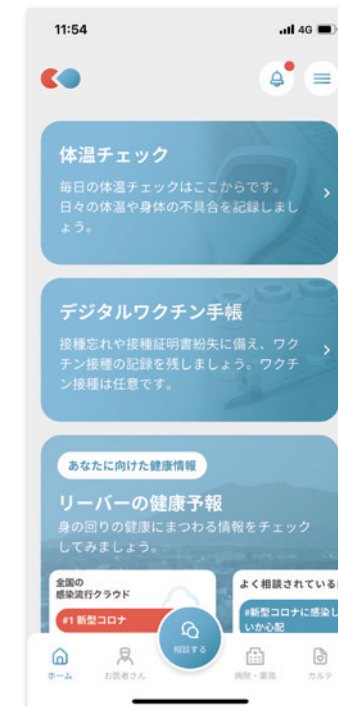 11:54
4G
体温チェック
毎日の体温チェックはここからです。
日々の体温や身体の不具合を記録しまし
ょう。
デジタルワクチン手帳
接種忘れや接種証明書紛失に備え、ワク
チン接種の記録を残しましょう。ワクチ
ン接種は任意です。
あなたに向けた健康情報
リーバーの健康予報
身の回りの健康にまつわる情報をチェック
してみましょう。
全国の
感染流行クラウド
#1 新型コロナ
よく相談されている
#新型コロナに感染し
いか心配
相談する
ホーム
お医者さん
病院・薬局
カルテ